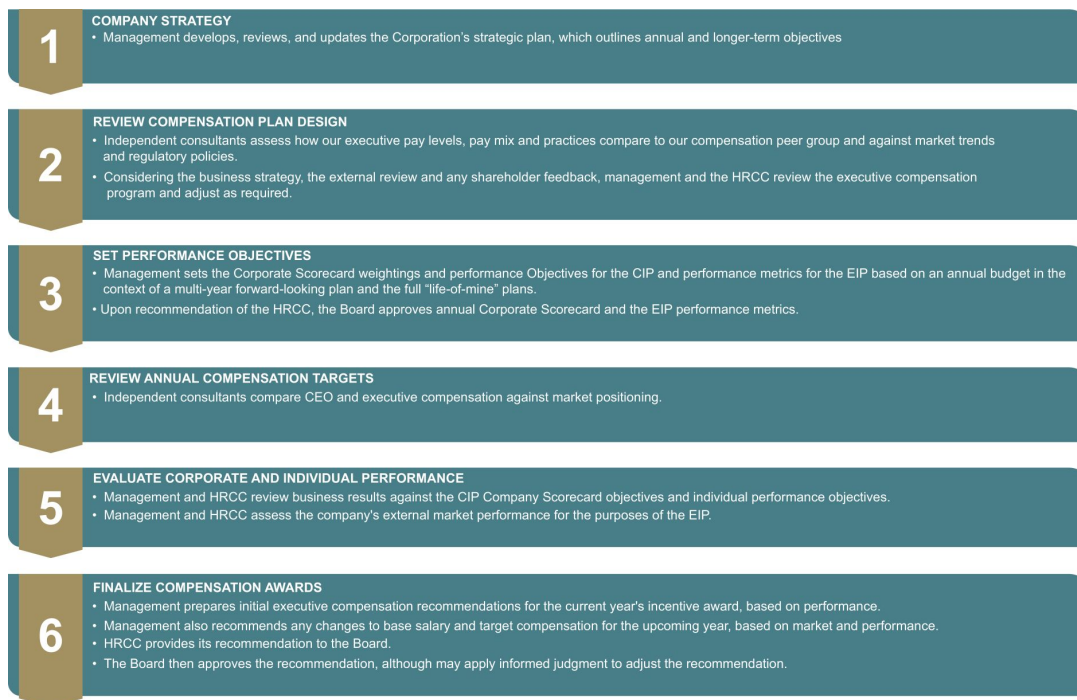 1
COMPANY STRATEGY
• Management develops, reviews, and updates the Corporation's strategic plan, which outlines annual and longer-term objectives
2
REVIEW COMPENSATION PLAN DESIGN
• Independent consultants assess how our executive pay levels, pay mix and practices compare to our compensation peer group and against market trends
and regulatory policies.
• Considering the business strategy, the external review and any shareholder feedback, management and the HRCC review the executive compensation
program and adjust as required.
3
SET PERFORMANCE OBJECTIVES
• Management sets the Corporate Scorecard weightings and performance Objectives for the CIP and performance metrics for the EIP based on an annual budget in the
context of a multi-year forward-looking plan and the full “life-of-mine” plans.
• Upon recommendation of the HRCC, the Board approves annual Corporate Scorecard and the EIP performance metrics.
4
REVIEW ANNUAL COMPENSATION TARGETS
• Independent consultants compare CEO and executive compensation against market positioning.
5
EVALUATE CORPORATE AND INDIVIDUAL PERFORMANCE
• Management and HRCC review business results against the CIP Company Scorecard objectives and individual performance objectives.
• Management and HRCC assess the company's external market performance for the purposes of the EIP.
6
FINALIZE COMPENSATION AWARDS
• Management prepares initial executive compensation recommendations for the current year's incentive award, based on performance.
• Management also recommends any changes to base salary and target compensation for the upcoming year, based on market and performance.
• HRCC provides its recommendation to the Board.
• The Board then approves the recommendation, although may apply informed judgment to adjust the recommendation.